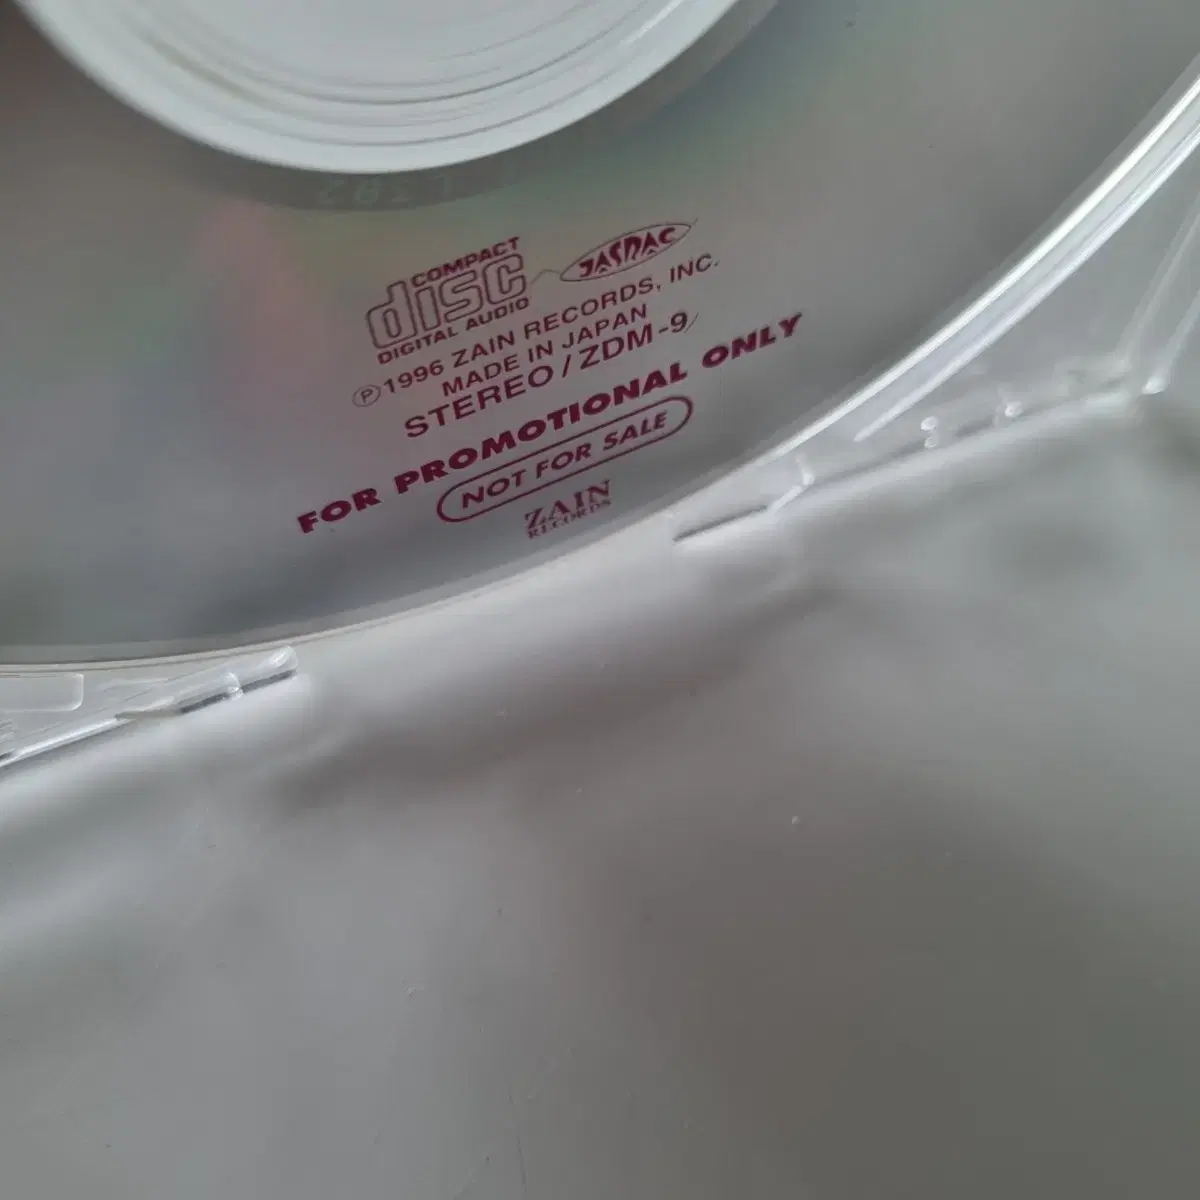 COMPACT
disc
DIGITAL AUDIO
JASRAC
Ⓟ1996 ZAIN RECORDS, INC.
MADE IN JAPAN
STEREO / ZDM-9
FOR PROMOTIONAL ONLY
NOT FOR SALE
ZAIN
RECORDS